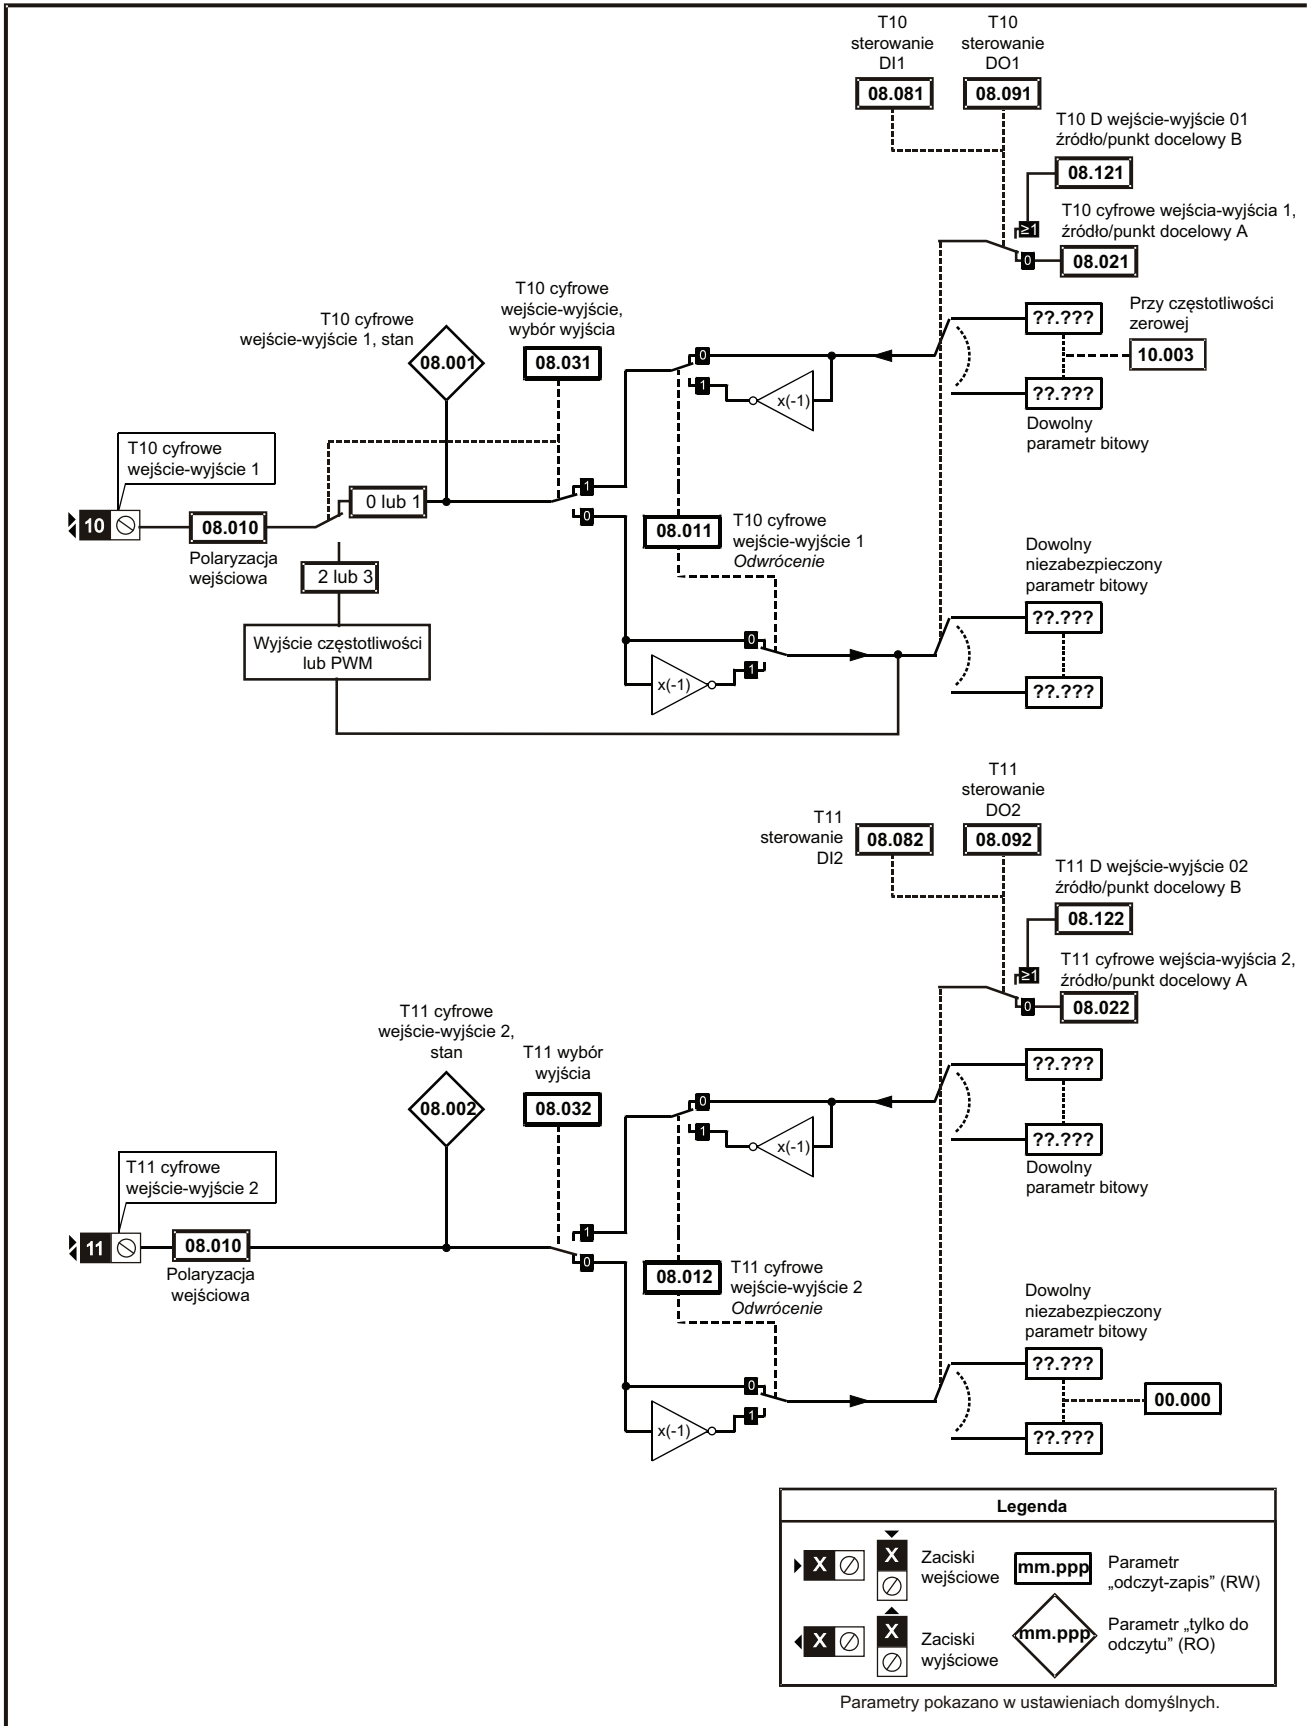 T10
sterowanie
DI1
08.081
T10
sterowanie
DO1
08.091
T10 D wejście-wyjście 01
źródło/punkt docelowy B
08.121
≥1
T10 cyfrowe wejścia-wyjścia 1,
źródło/punkt docelowy A
0
08.021
T10 cyfrowe
wejście-wyjście 1, stan
08.001
T10 cyfrowe
wejście-wyjście,
wybór wyjścia
08.031
0
1
x(-1)
??.???
??.???
Przy częstotliwości
zerowej
10.003
Dowolny
parametr bitowy
T10 cyfrowe
wejście-wyjście 1
10
08.010
Polaryzacja
wejściowa
0 lub 1
2 lub 3
Wyjście częstotliwości
lub PWM
1
0
08.011
T10 cyfrowe
wejście-wyjście 1
Odwrócenie
0
1
x(-1)
Dowolny
niezabezpieczony
parametr bitowy
??.???
??.???
T11
sterowanie
DI2
08.082
T11
sterowanie
DO2
08.092
T11 D wejście-wyjście 02
źródło/punkt docelowy B
08.122
≥1
T11 cyfrowe wejścia-wyjścia 2,
źródło/punkt docelowy A
0
08.022
T11 cyfrowe
wejście-wyjście 2,
stan
08.002
T11 wybór
wyjścia
08.032
0
1
x(-1)
??.???
??.???
Dowolny
parametr bitowy
T11 cyfrowe
wejście-wyjście 2
11
08.010
Polaryzacja
wejściowa
1
0
08.012
T11 cyfrowe
wejście-wyjście 2
Odwrócenie
0
1
x(-1)
Dowolny
niezabezpieczony
parametr bitowy
??.???
??.???
00.000
Legenda
X
X
Zaciski
wejściowe
mm.ppp
Parametr
„odczyt-zapis” (RW)
X
X
Zaciski
wyjściowe
mm.ppp
Parametr „tylko do
odczytu” (RO)
Parametry pokazano w ustawieniach domyślnych.